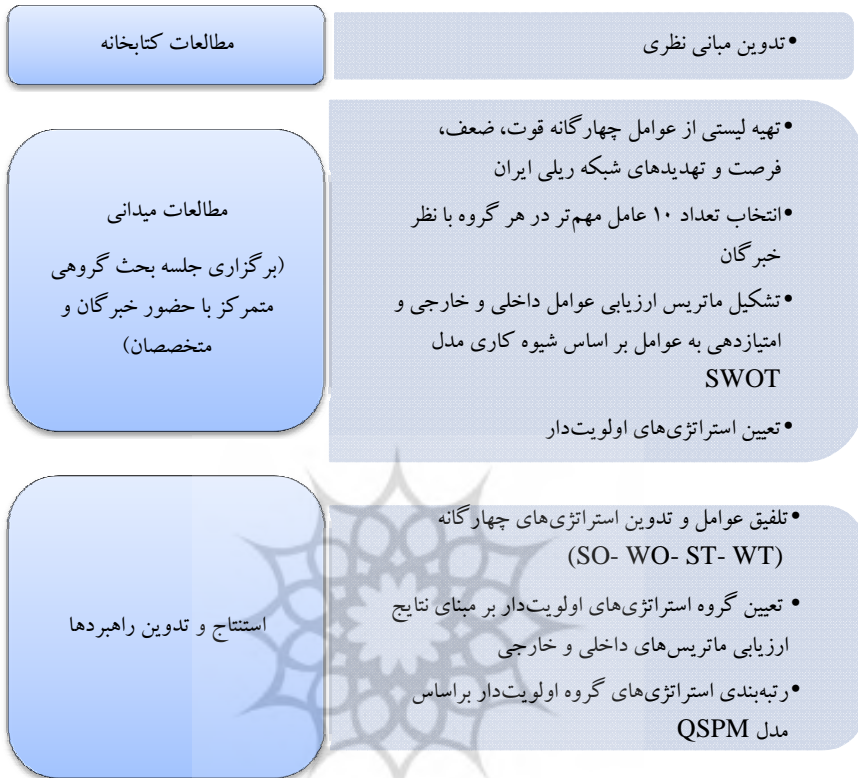 مطالعات کتابخانه
•تدوین مبانی نظری
مطالعات میدانی
(برگزاری جلسه بحث گروهی
متمرکز با حضور خبرگان و
متخصصان)
•تهیه لیستی از عوامل چهارگانه قوت، ضعف،
فرصت و تهدیدهای شبکه ریلی ایران
•انتخاب تعداد ۱۰ عامل مهم‌تر در هر گروه با نظر
خبرگان
•تشکیل ماتریس ارزیابی عوامل داخلی و خارجی و
امتیازدهی به عوامل بر اساس شیوه کاری مدل
SWOT
•تعیین استراتژی‌های اولویت‌دار
استنتاج و تدوین راهبردها
•تلفیق عوامل و تدوین استراتژی‌های چهارگانه
(SO- WO- ST- WT)
• تعیین گروه استراتژی‌های اولویت‌دار بر مبنای نتایج
ارزیابی ماتریس‌های داخلی و خارجی
•رتبه‌بندی استراتژی‌های گروه اولویت‌دار براساس
مدل QSPM